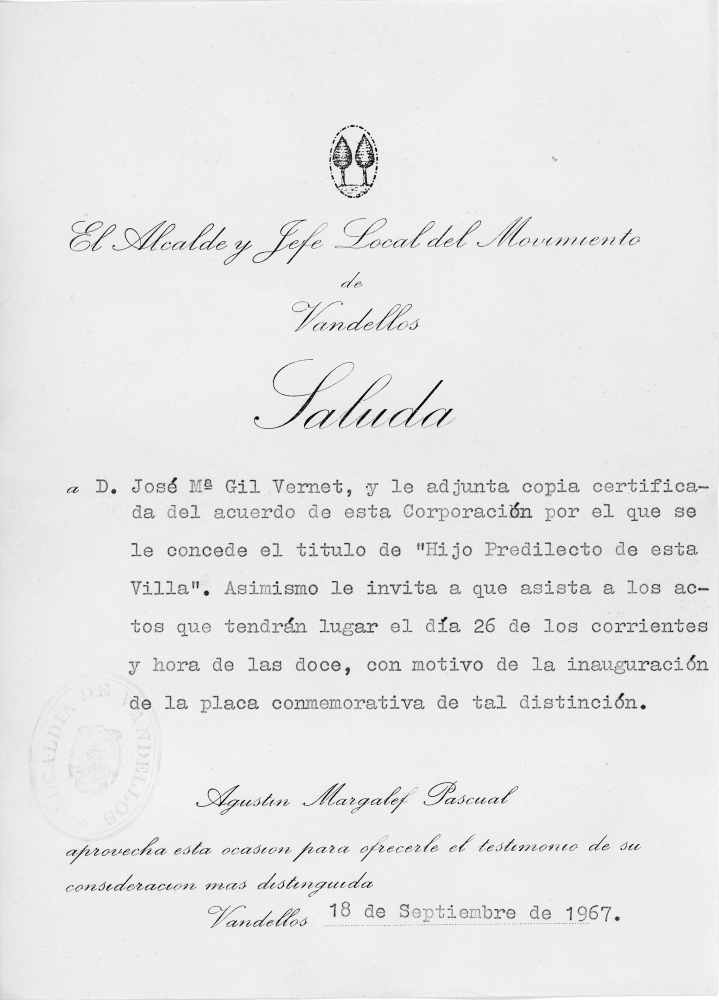 El Alcalde y Jefe Local del Movimiento
de
Vandellos
Saluda
a D. José Mª Gil Vernet, y le adjunta copia certifica-
da del acuerdo de esta Corporación por el que se
le concede el titulo de "Hijo Predilecto de esta
Villa". Asimismo le invita a que asista a los ac-
tos que tendrán lugar el día 26 de los corrientes
y hora de las doce, con motivo de la inauguración
de la placa conmemorativa de tal distinción.
ALCALDIA DE VANDELLOS
Agustin Margalef Pascual
aprovecha esta ocasion para ofrecerle el testimonio de su
consideracion mas distinguida
Vandellos 18 de Septiembre de 1967.